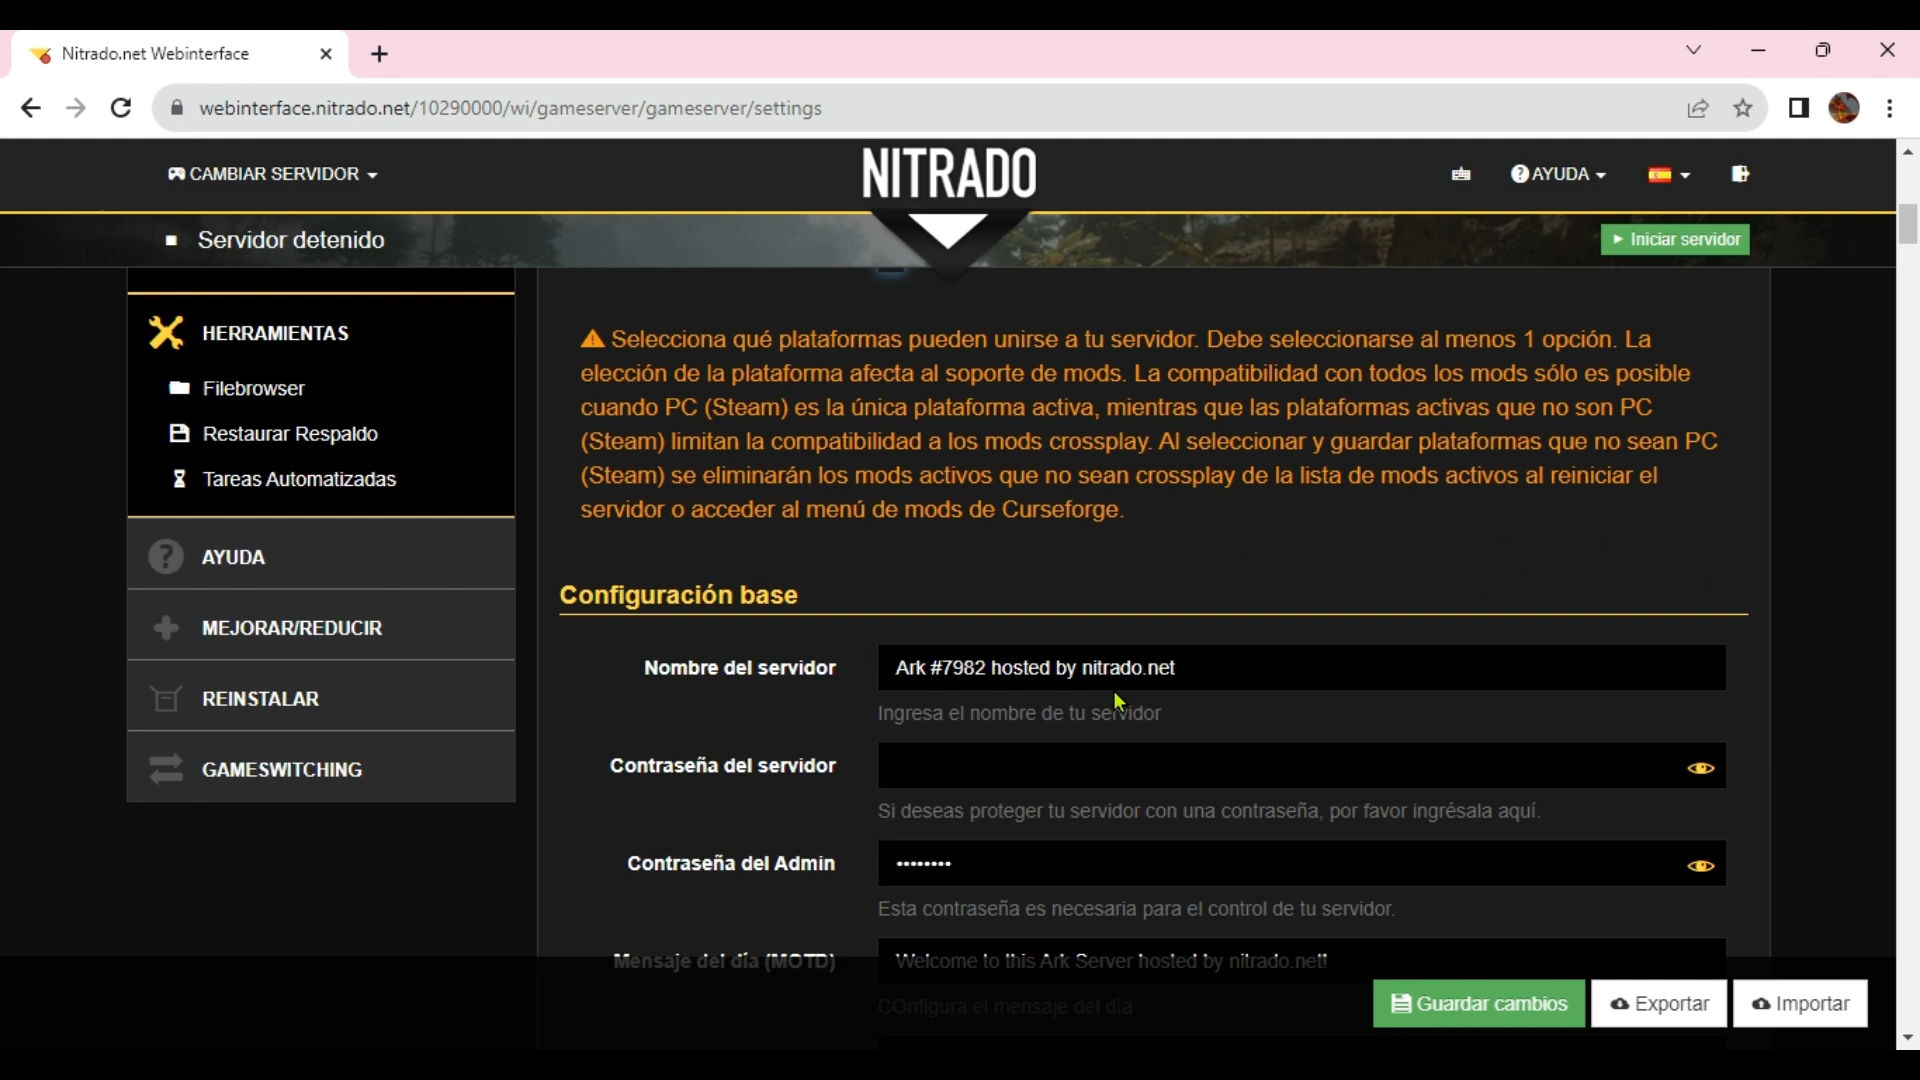 Nitrado.net Webinterface
webinterface.nitrado.net/10290000/wi/gameserver/gameserver/settings
CAMBIAR SERVIDOR
NITRADO
AYUDA
Servidor detenido
Iniciar servidor
HERRAMIENTAS
Filebrowser
Restaurar Respaldo
Tareas Automatizadas
AYUDA
MEJORAR/REDUCIR
REINSTALAR
GAMESWITCHING
Selecciona qué plataformas pueden unirse a tu servidor. Debe seleccionarse al menos 1 opción. La
elección de la plataforma afecta al soporte de mods. La compatibilidad con todos los mods sólo es posible
cuando PC (Steam) es la única plataforma activa, mientras que las plataformas activas que no son PC
(Steam) limitan la compatibilidad a los mods crossplay. Al seleccionar y guardar plataformas que no sean PC
(Steam) se eliminarán los mods activos que no sean crossplay de la lista de mods activos al reiniciar el
servidor o acceder al menú de mods de Curseforge.
Configuración base
Nombre del servidor
Ark #7982 hosted by nitrado.net
Ingresa el nombre de tu servidor
Contraseña del servidor
Si deseas proteger tu servidor con una contraseña, por favor ingrésala aquí.
Contraseña del Admin
••••••••
Esta contraseña es necesaria para el control de tu servidor.
Mensaje del día (MOTD)
Welcome to this Ark Server hosted by nitrado.net!
COnfigura el mensaje del día
Guardar cambios
Exportar
Importar